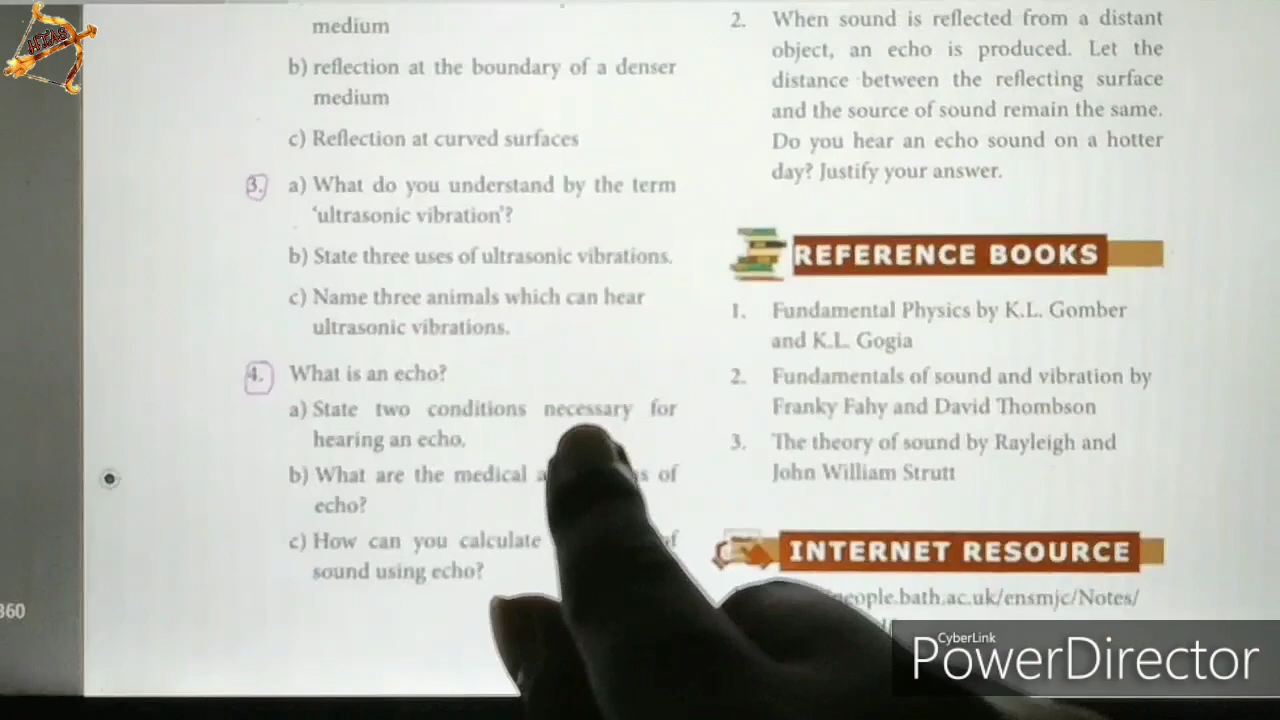 HTAS
medium
b) reflection at the boundary of a denser
medium
c) Reflection at curved surfaces
3. a) What do you understand by the term
‘ultrasonic vibration’?
b) State three uses of ultrasonic vibrations.
c) Name three animals which can hear
ultrasonic vibrations.
4. What is an echo?
a) State two conditions necessary for
hearing an echo.
b) What are the medical of
echo?
c) How can you calculate
sound using echo?
360
2. When sound is reflected from a distant
object, an echo is produced. Let the
distance between the reflecting surface
and the source of sound remain the same.
Do you hear an echo sound on a hotter
day? Justify your answer.
REFERENCE BOOKS
1. Fundamental Physics by K.L. Gomber
and K.L. Gogia
2. Fundamentals of sound and vibration by
Franky Fahy and David Thombson
3. The theory of sound by Rayleigh and
John William Strutt
INTERNET RESOURCE
people.bath.ac.uk/ensmjc/Notes/
CyberLink
PowerDirector